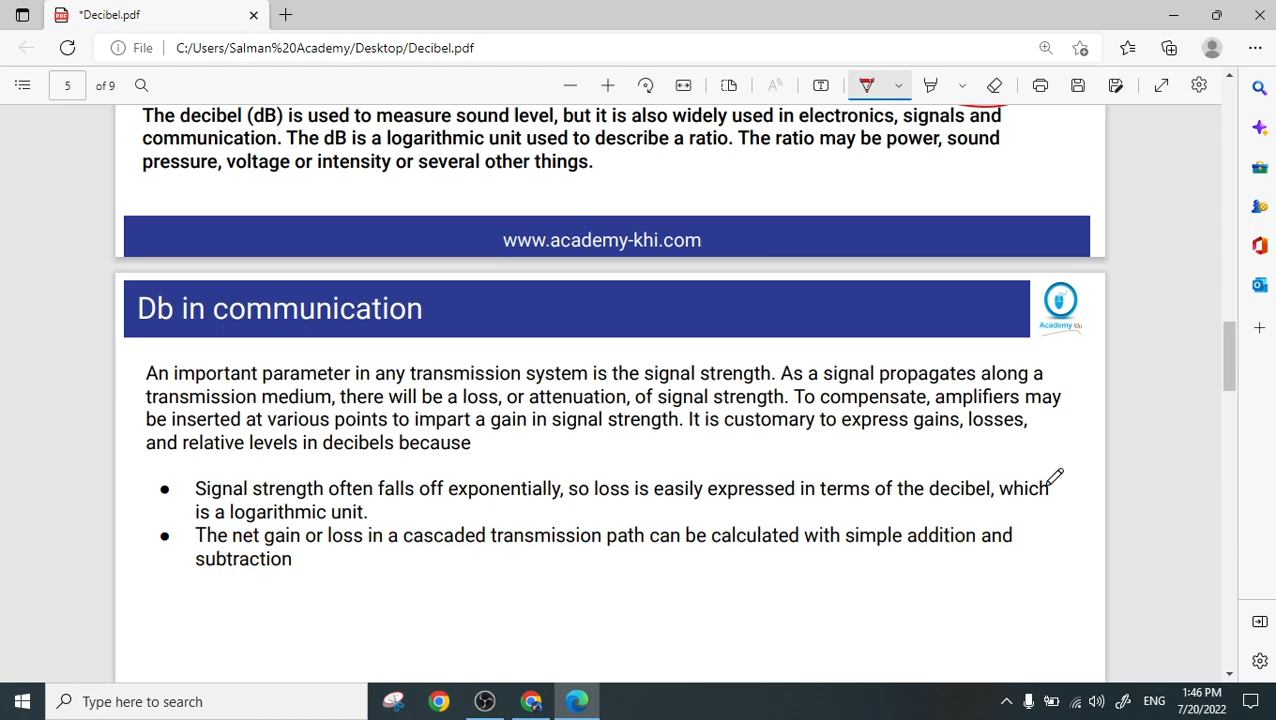 *Decibel.pdf
File
C:/Users/Salman%20Academy/Desktop/Decibel.pdf
5
of 9
The decibel (dB) is used to measure sound level, but it is also widely used in electronics, signals and
communication. The dB is a logarithmic unit used to describe a ratio. The ratio may be power, sound
pressure, voltage or intensity or several other things.
www.academy-khi.com
Db in communication
Academy khi
An important parameter in any transmission system is the signal strength. As a signal propagates along a
transmission medium, there will be a loss, or attenuation, of signal strength. To compensate, amplifiers may
be inserted at various points to impart a gain in signal strength. It is customary to express gains, losses,
and relative levels in decibels because
● Signal strength often falls off exponentially, so loss is easily expressed in terms of the decibel, which
is a logarithmic unit.
● The net gain or loss in a cascaded transmission path can be calculated with simple addition and
subtraction
Type here to search
ENG
1:46 PM
7/20/2022